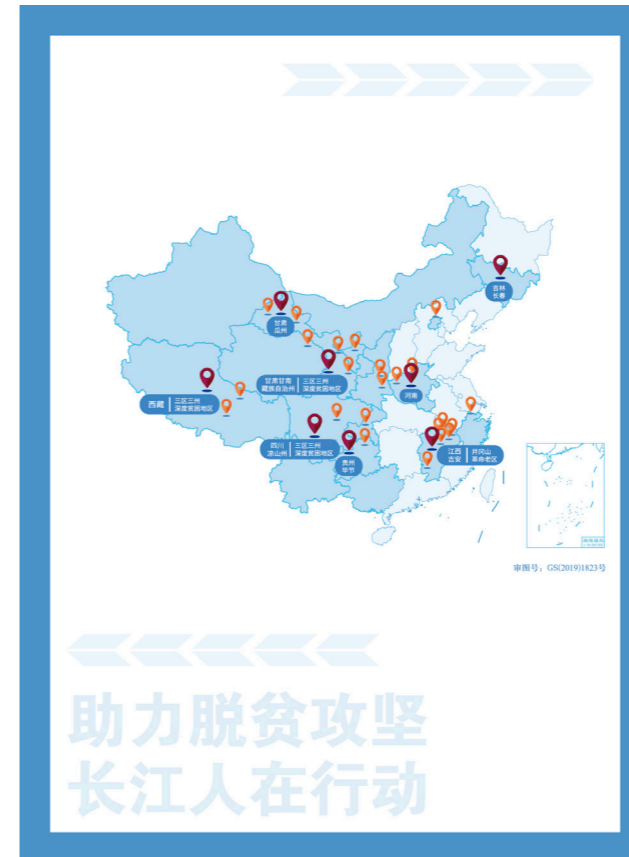 吉林
长春
甘肃
瓜州
甘肃甘南
藏族自治州
三区三州
深度贫困地区
河南
西藏
三区三州
深度贫困地区
四川
凉山州
三区三州
深度贫困地区
贵州
毕节
江西
吉安
井冈山
革命老区
审图号：GS(2019)1823号
助力脱贫攻坚
长江人在行动